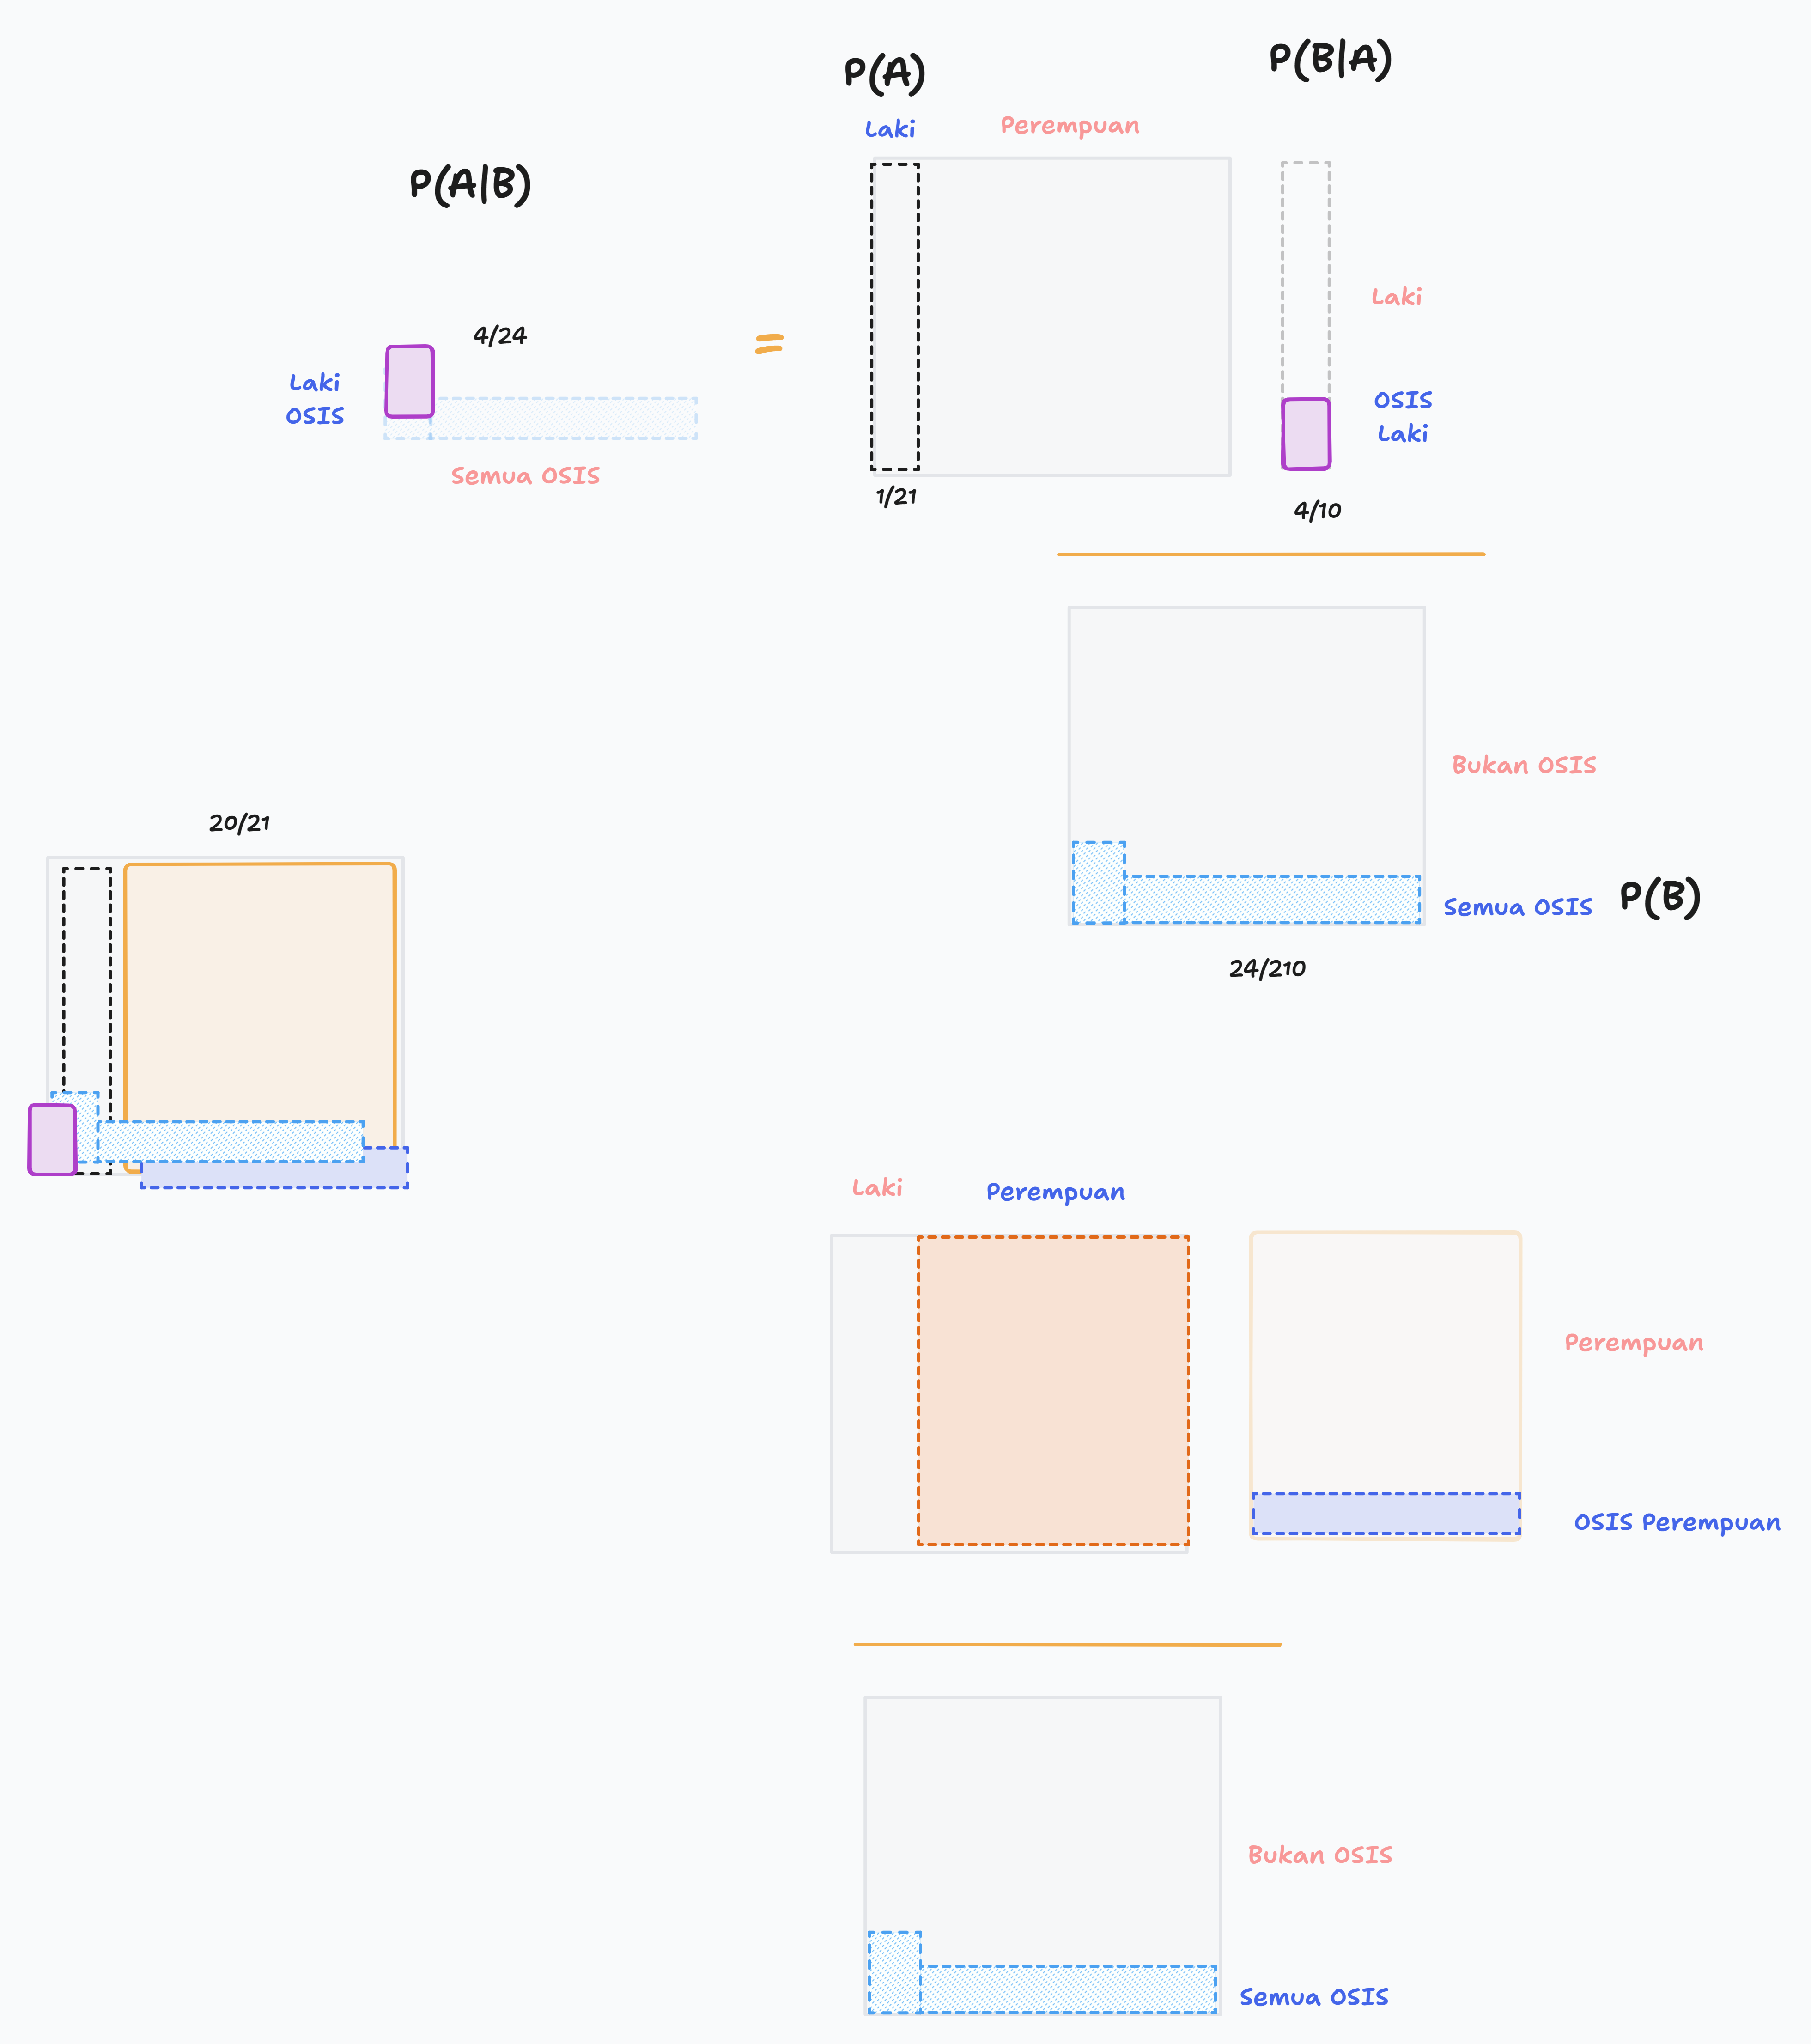 P(A)
P(B|A)
Laki
Perempuan
P(A|B)
Laki
4/24
=
Laki
OSIS
OSIS
Laki
Semua OSIS
1/21
4/10
Bukan OSIS
20/21
Semua OSIS
P(B)
24/210
Laki
Perempuan
Perempuan
OSIS Perempuan
Bukan OSIS
Semua OSIS